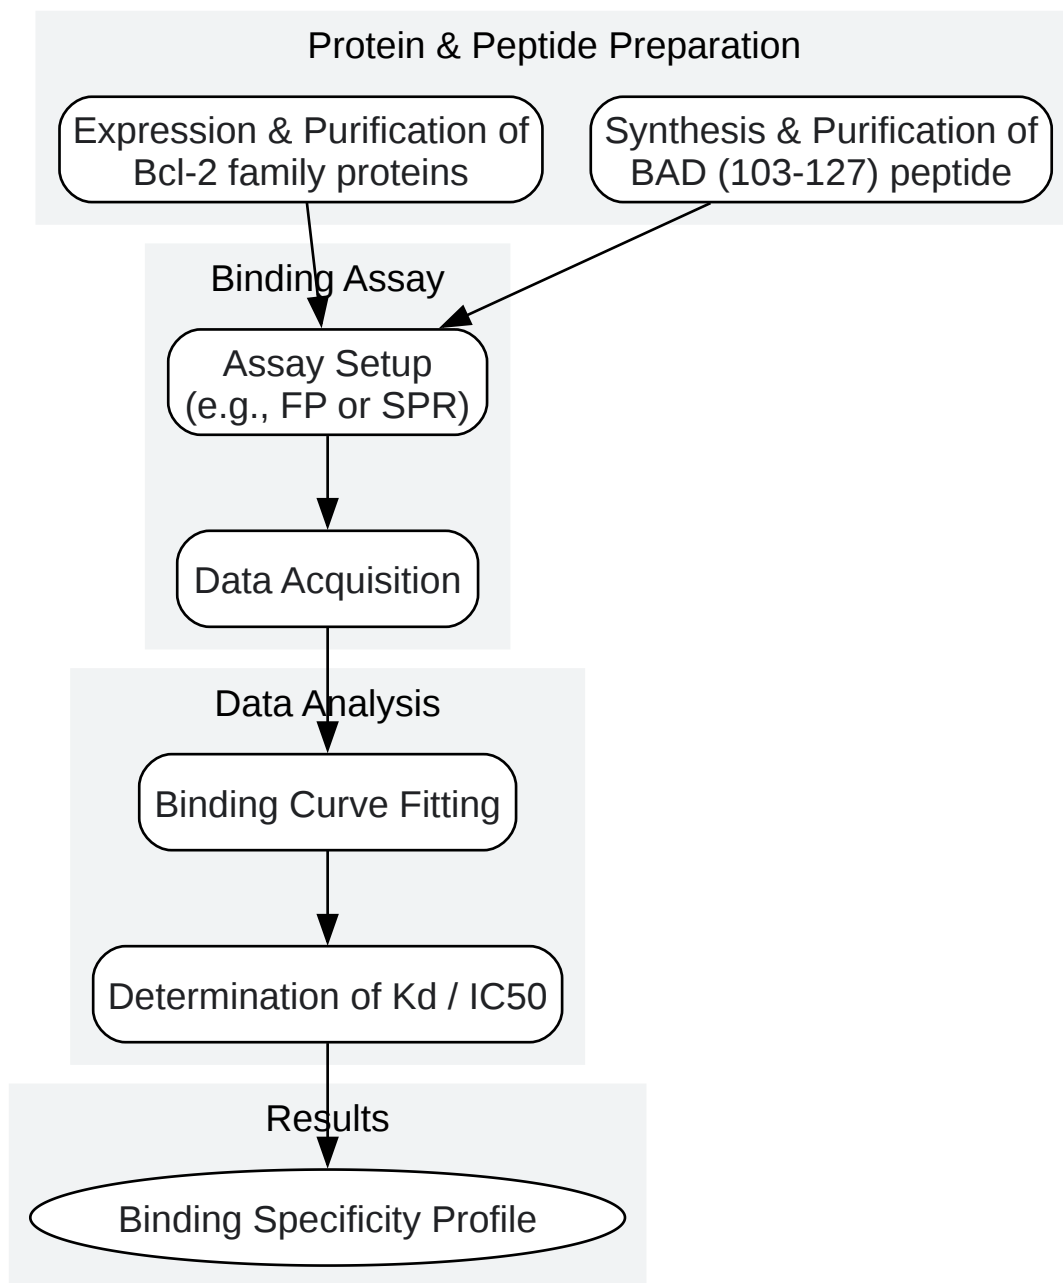 Protein & Peptide Preparation
Expression & Purification of
Bcl-2 family proteins
Synthesis & Purification of
BAD (103-127) peptide
Binding Assay
Assay Setup
(e.g., FP or SPR)
Data Acquisition
Data Analysis
Binding Curve Fitting
Determination of Kd / IC50
Results
Binding Specificity Profile